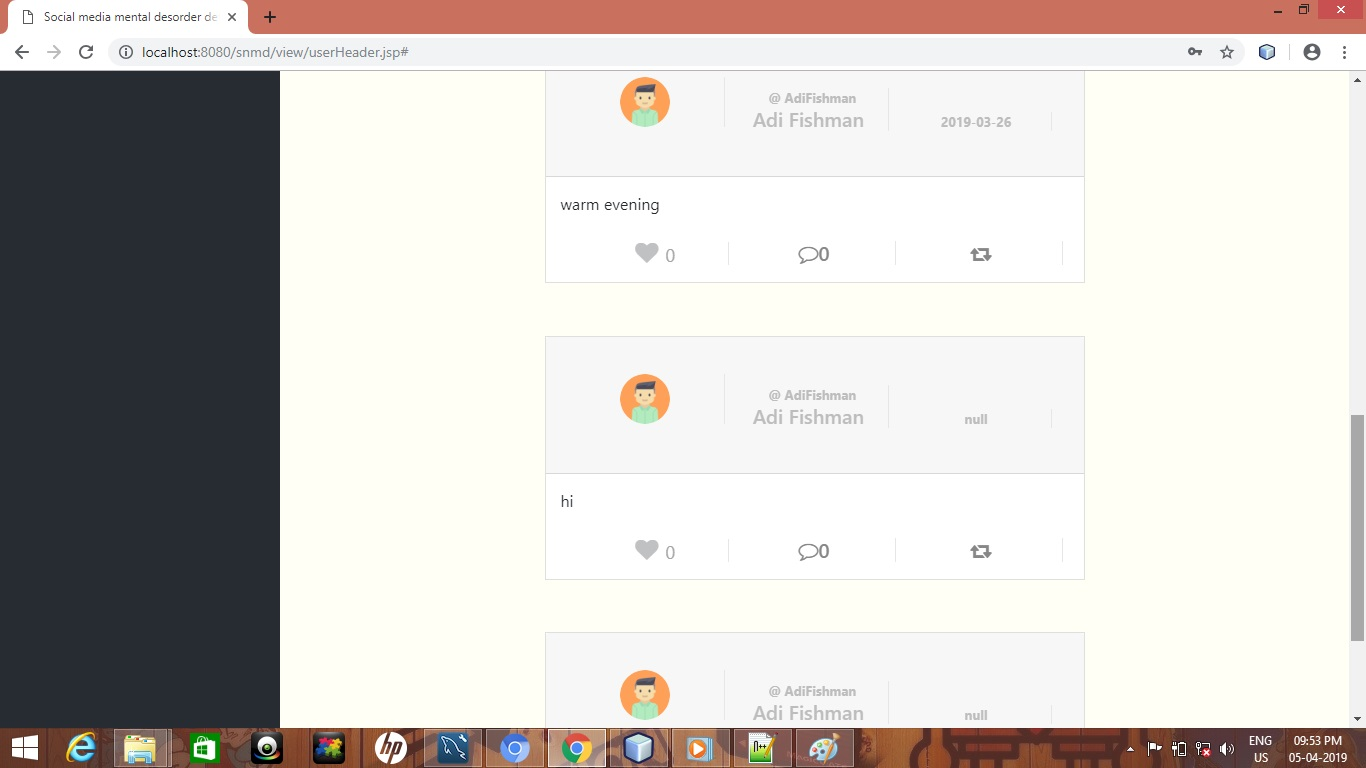 Social media mental desorder de
localhost:8080/snmd/view/userHeader.jsp#
@ AdiFishman
Adi Fishman
2019-03-26
warm evening
0
0
@ AdiFishman
Adi Fishman
null
hi
0
0
@ AdiFishman
Adi Fishman
null
hp
n++
ENG
US
09:53 PM
05-04-2019